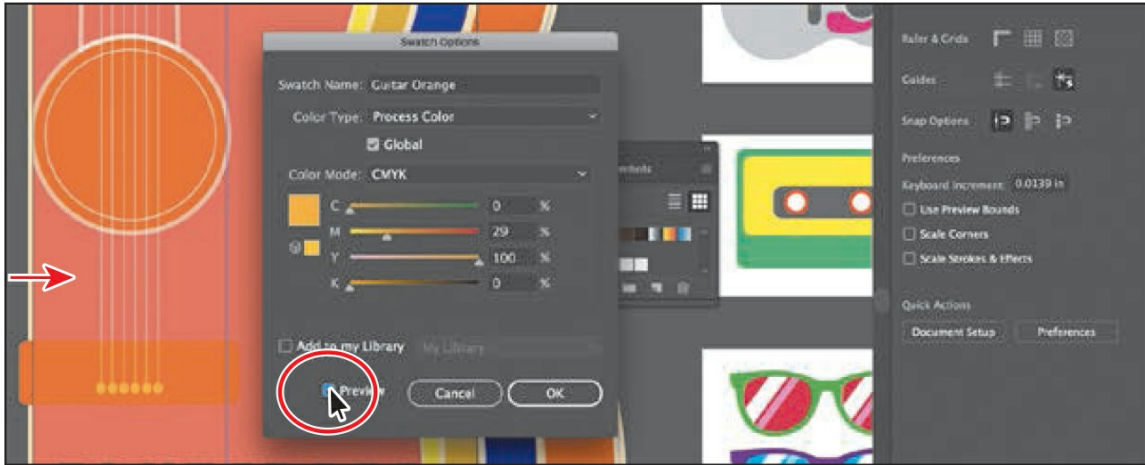 Swatch Options
Swatch Name: Guitar Orange
Color Type: Process Color
Global
Color Mode: CMYK
C 0 %
M 29 %
Y 100 %
K 0 %
Add to my Library My Library
Preview Cancel OK
Ruler & Grids
Guides
Snap Options
Preferences
Keyboard Increment: 0.0139 in
Use Preview Bounds
Scale Corners
Scale Strokes & Effects
Quick Actions
Document Setup Preferences